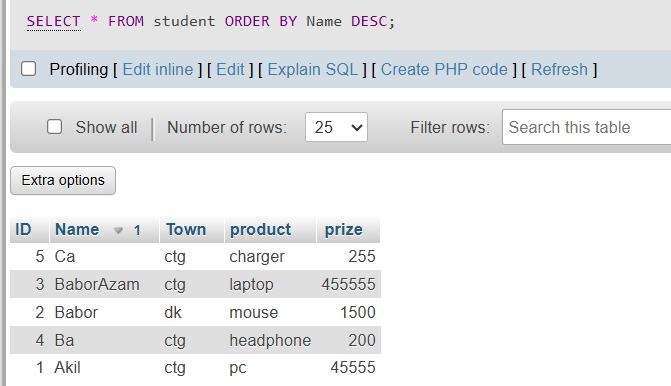 SELECT * FROM student ORDER BY Name DESC;
Profiling [ Edit inline ] [ Edit ] [ Explain SQL ] [ Create PHP code ] [ Refresh ]
Show all Number of rows: 25 Filter rows: Search this table
Extra options
ID Name 1 Town product prize
5 Ca ctg charger 255
3 BaborAzam ctg laptop 455555
2 Babor dk mouse 1500
4 Ba ctg headphone 200
1 Akil ctg pc 45555